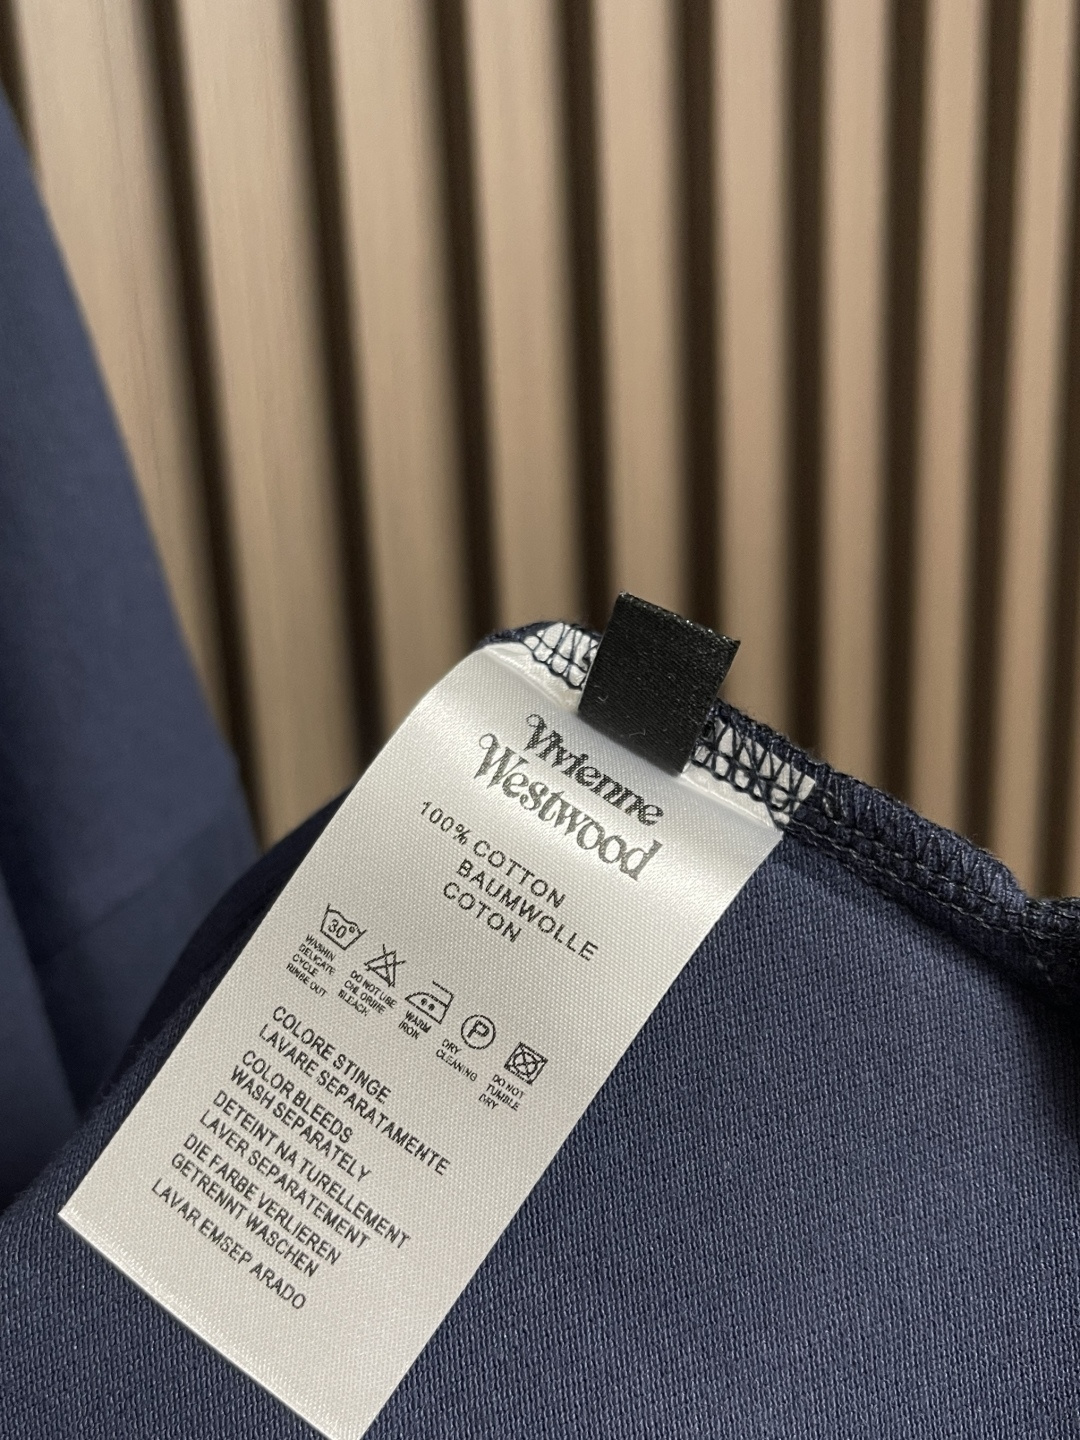 Vivienne
Westwood
100% COTTON
BAUMWOLLE
COTON
30°
WASHIN
DELICATE
CYCLE
RINBE OUT
DO NOT UBE
CHLORINE
BLEACH
WARM
IRON
P
DRY
CLEANING
DO NOT
TUMBLE
DRY
COLORE STINGE
LAVARE SEPARATAMENTE
COLOR BLEEDS
WASH SEPARATELY
DETEINT NA TURELLEMENT
LAVER SEPARATEMENT
DIE FARBE VERLIEREN
GETRENNT WASCHEN
LAVAR EMSEP ARADO